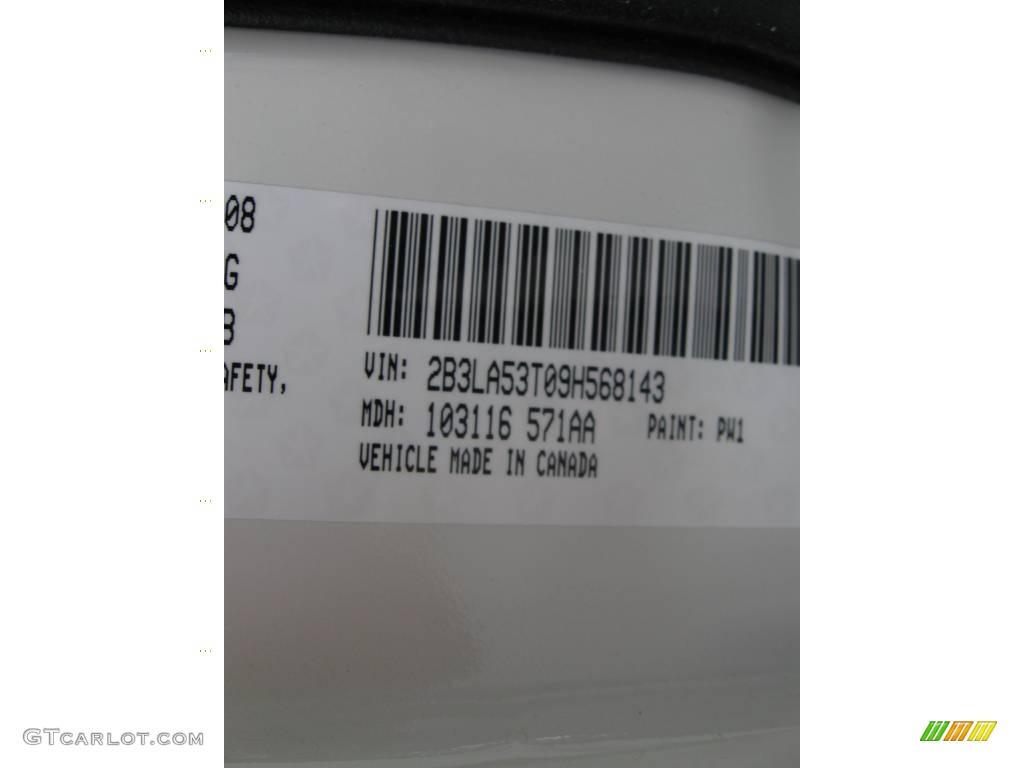 08
G
B
AFETY,
VIN: 2B3LA53T09H568143
MDH: 103116 571AA PAINT: PW1
VEHICLE MADE IN CANADA
GTCARLOT.COM